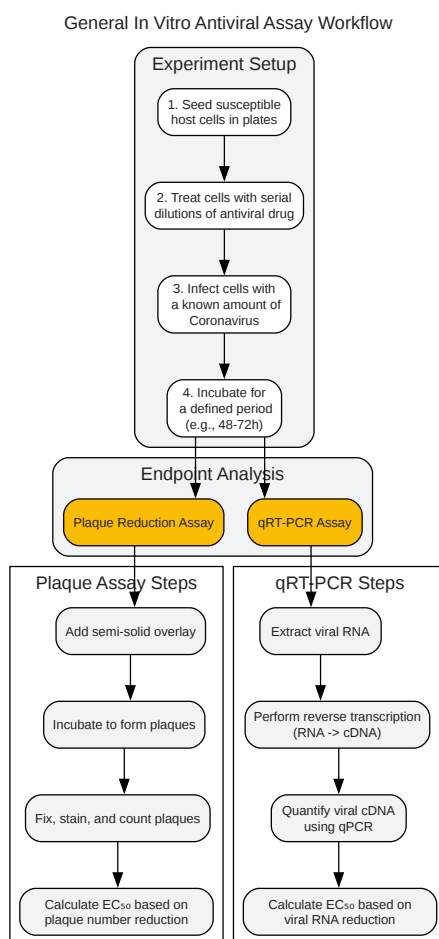 General In Vitro Antiviral Assay Workflow
Experiment Setup
1. Seed susceptible
host cells in plates
2. Treat cells with serial
dilutions of antiviral drug
3. Infect cells with
a known amount of
Coronavirus
4. Incubate for
a defined period
(e.g., 48-72h)
Endpoint Analysis
Plaque Reduction Assay
qRT-PCR Assay
Plaque Assay Steps
Add semi-solid overlay
Incubate to form plaques
Fix, stain, and count plaques
Calculate EC₅₀ based on
plaque number reduction
qRT-PCR Steps
Extract viral RNA
Perform reverse transcription
(RNA -> cDNA)
Quantify viral cDNA
using qPCR
Calculate EC₅₀ based on
viral RNA reduction